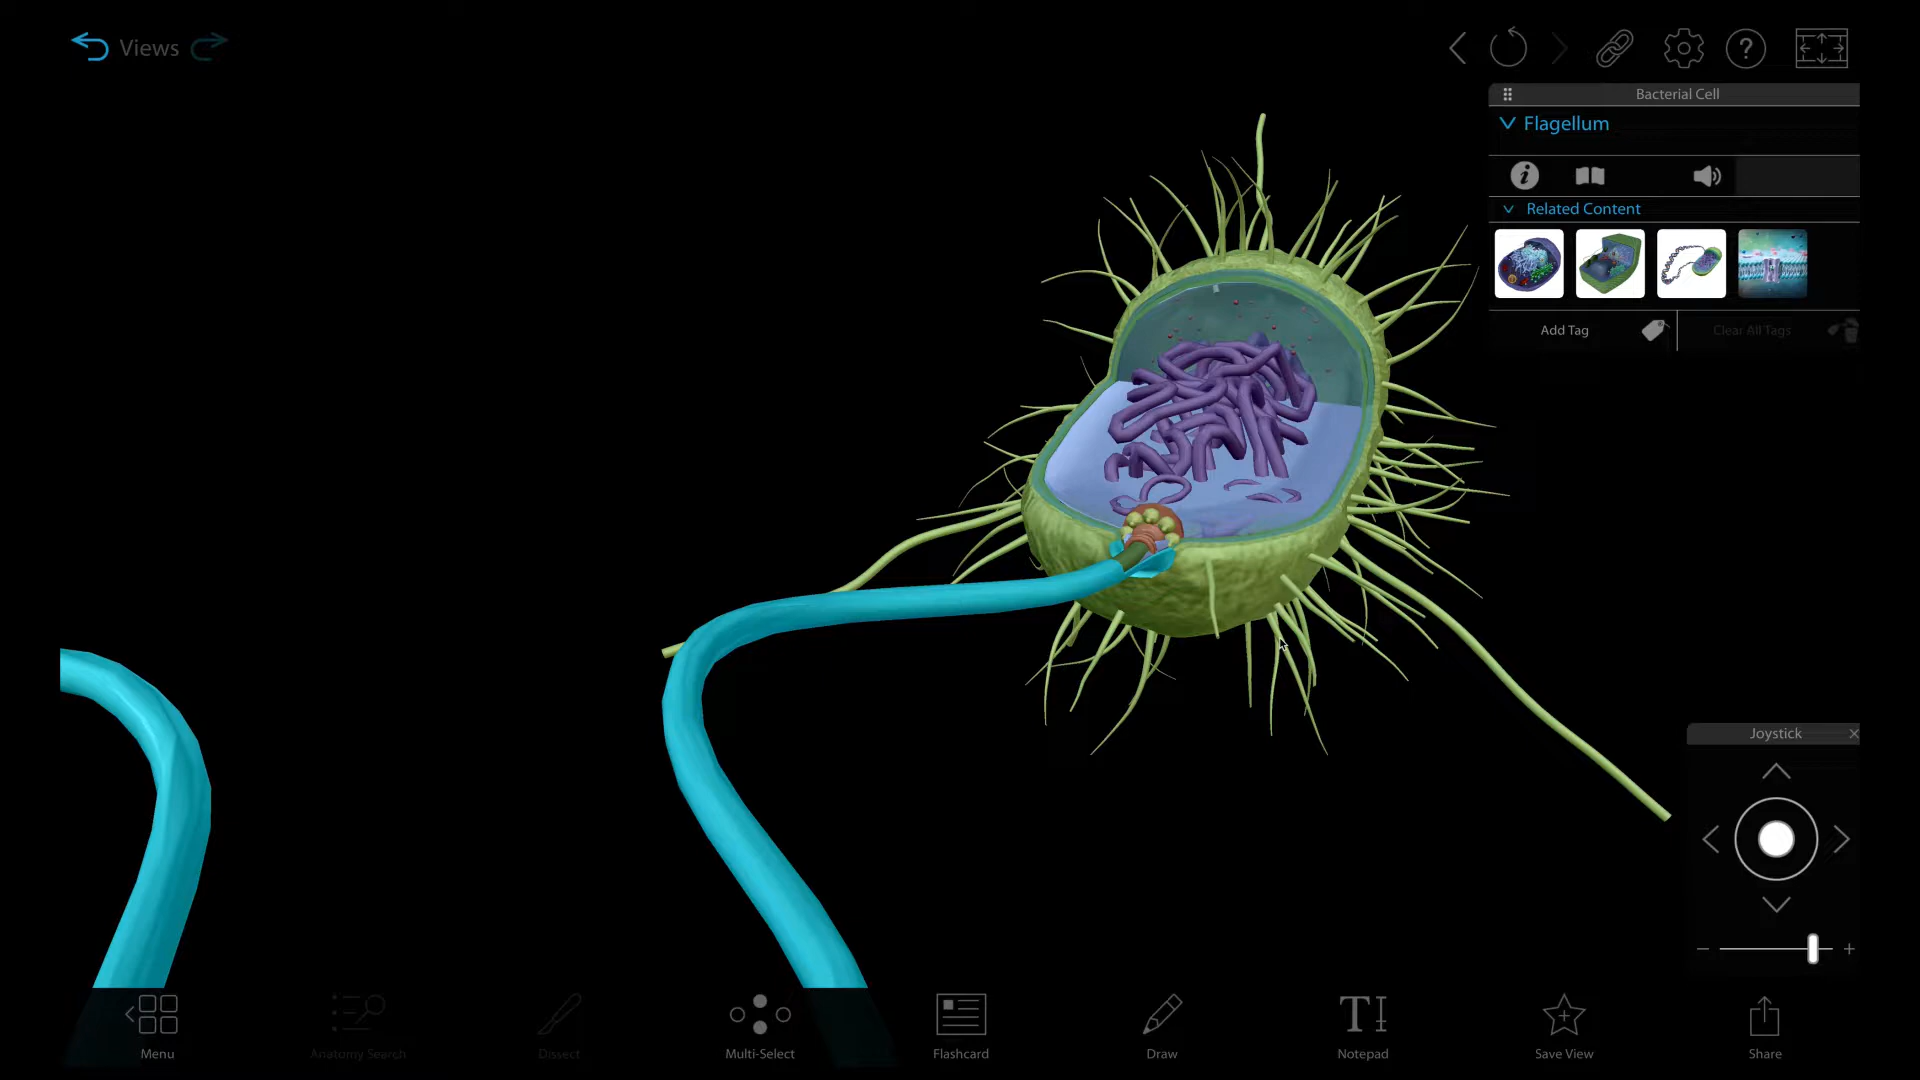 Views
Bacterial Cell
Flagellum
Related Content
Add Tag
Clear All Tags
Joystick
Menu
Anatomy Search
Dissect
Multi-Select
Flashcard
Draw
Notepad
Save View
Share